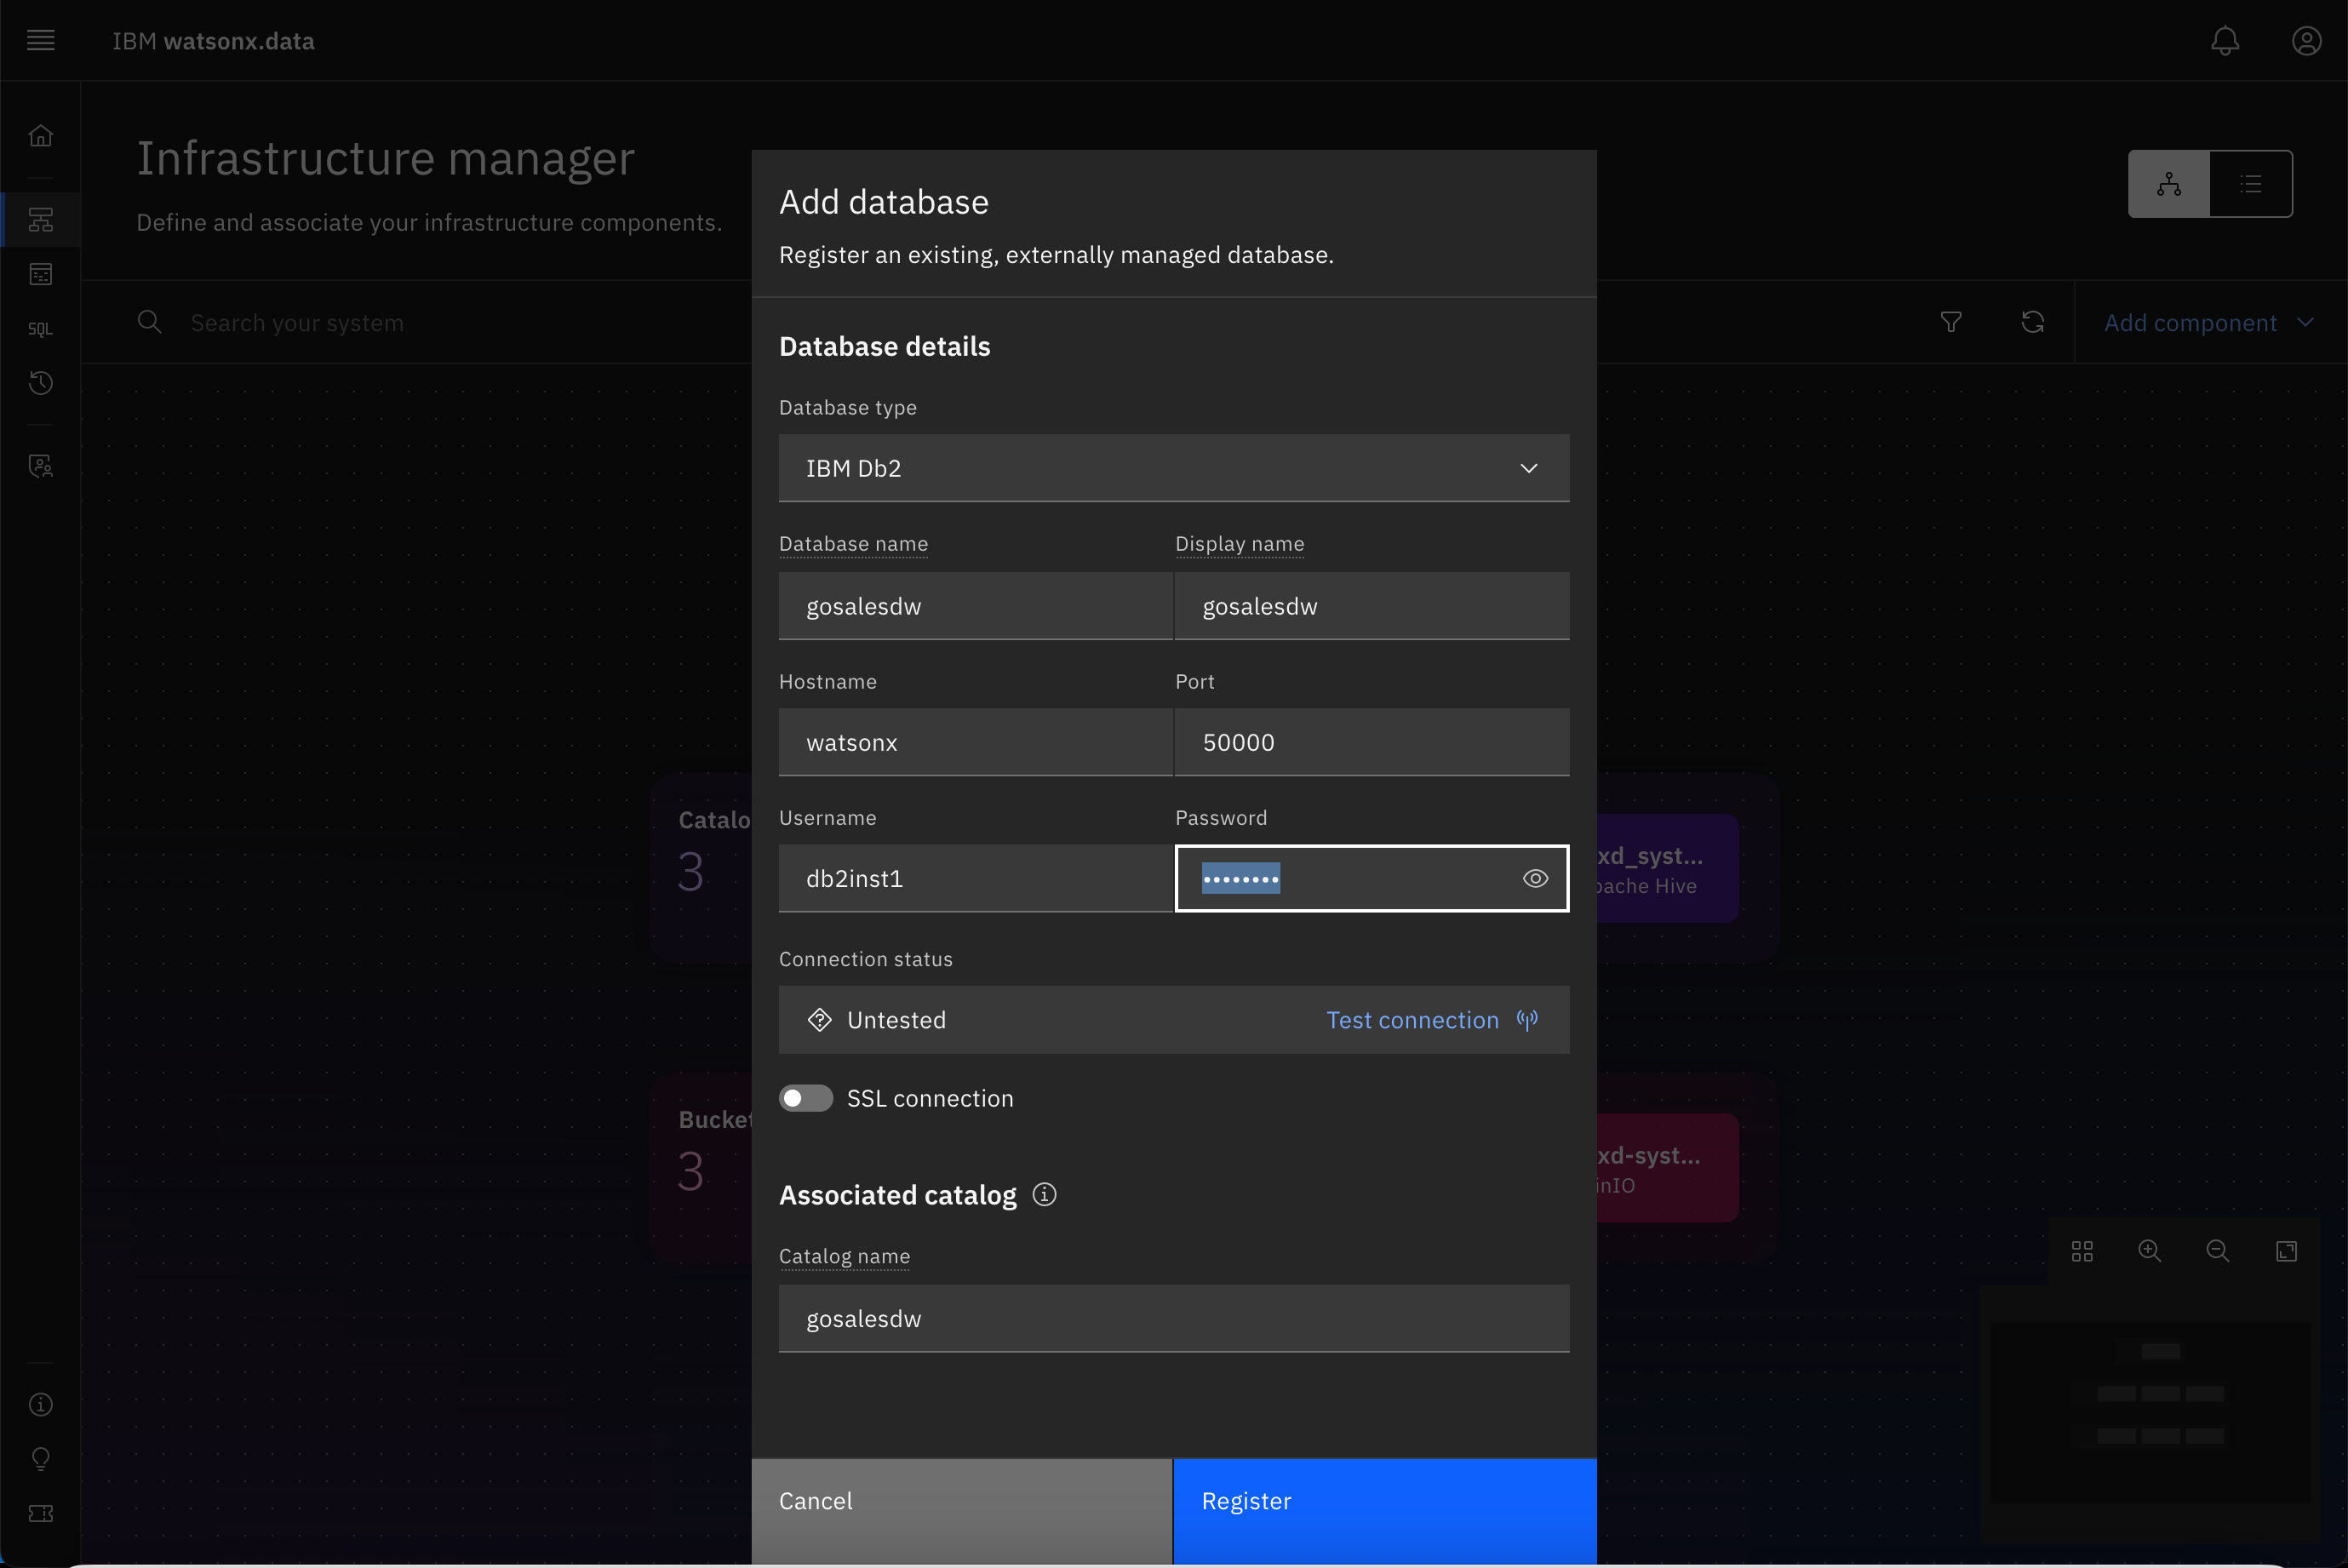 IBM watsonx.data
Infrastructure manager
Define and associate your infrastructure components.
Search your system
Add component
SQL
Catalo
3
xd_syst...
pache Hive
Bucket
3
xd-syst...
inIO
Add database
Register an existing, externally managed database.
Database details
Database type
IBM Db2
Database name
Display name
gosalesdw
gosalesdw
Hostname
Port
watsonx
50000
Username
Password
db2inst1
••••••••
Connection status
Untested
Test connection
SSL connection
Associated catalog
Catalog name
gosalesdw
Cancel
Register